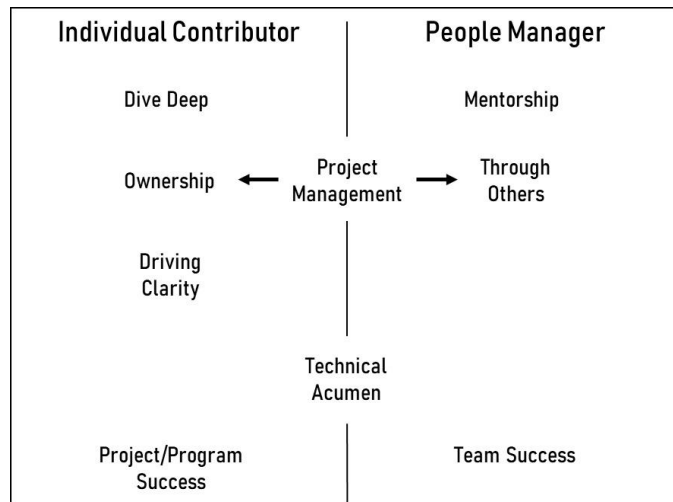 Individual Contributor
People Manager
Dive Deep
Mentorship
Ownership
Project
Management
Through
Others
Driving
Clarity
Technical
Acumen
Project/Program
Success
Team Success